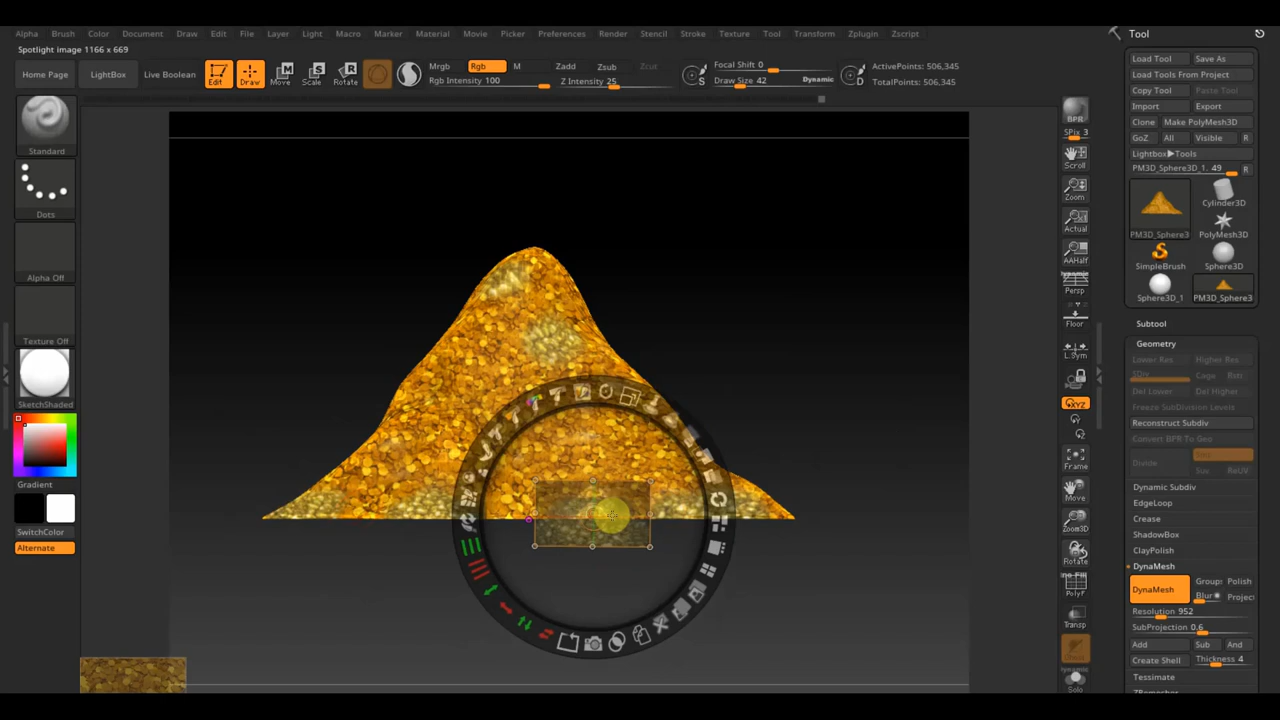 Alpha Brush Color Document Draw Edit File Layer Light Macro Marker Material Movie Picker Preferences Render Stencil Stroke Texture Tool Transform Zplugin Zscript
Spotlight image 1166 x 669
Home Page
LightBox
Live Boolean
Edit
Draw
Move
Scale
Rotate
Mrgb
Rgb
M
Rgb Intensity 100
Zadd
Zsub
Zcut
Z Intensity 25
S
Focal Shift 0
Draw Size 42
Dynamic
D
ActivePoints: 506,345
TotalPoints: 506,345
Standard
Dots
Alpha Off
Texture Off
SketchShaded
Gradient
SwitchColor
Alternate
BPR
SPix 3
Scroll
Zoom
Actual
AAHalf
Dynamic
Persp
Floor
L.Sym
XYZ
Frame
Move
Zoom3D
Rotate
PolyF
Transp
Solo
Tool
Load Tool
Save As
Load Tools From Project
Copy Tool
Paste Tool
Import
Export
Clone
Make PolyMesh3D
GoZ
All
Visible
R
Lightbox▶Tools
PM3D_Sphere3D_1. 49
R
PM3D_Sphere3
Cylinder3D
PolyMesh3D
SimpleBrush
Sphere3D
Sphere3D_1
PM3D_Sphere3
Subtool
Geometry
Lower Res
Higher Res
SDiv
Cage
Rstr
Del Lower
Del Higher
Freeze SubDivision Levels
Reconstruct Subdiv
Convert BPR To Geo
Divide
Smt
Suv
ReUV
Dynamic Subdiv
EdgeLoop
Crease
ShadowBox
ClayPolish
DynaMesh
DynaMesh
Groups
Polish
Blur
Project
Resolution 952
SubProjection 0.6
Add
Sub
And
Create Shell
Thickness 4
Tessimate